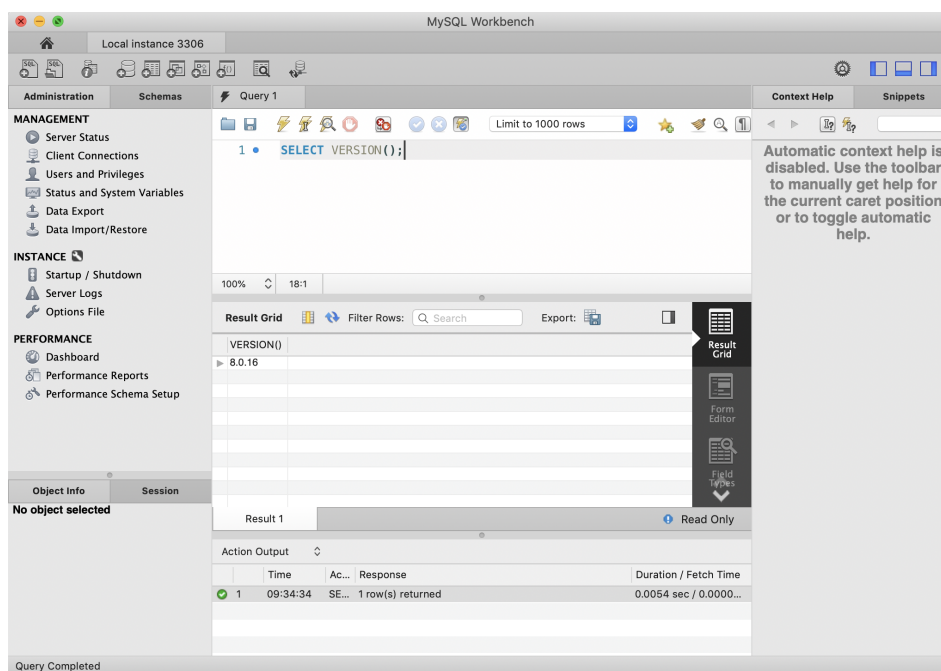 MySQL Workbench
Local instance 3306
Administration
Schemas
MANAGEMENT
Server Status
Client Connections
Users and Privileges
Status and System Variables
Data Export
Data Import/Restore
INSTANCE
Startup / Shutdown
Server Logs
Options File
PERFORMANCE
Dashboard
Performance Reports
Performance Schema Setup
Object Info
Session
No object selected
Query 1
Limit to 1000 rows
1
SELECT VERSION();
100%
18:1
Result Grid
Filter Rows:
Search
Export:
VERSION()
8.0.16
Result
Grid
Form
Editor
Field
Types
Result 1
Read Only
Action Output
Time
Ac...
Response
Duration / Fetch Time
1
09:34:34
SE...
1 row(s) returned
0.0054 sec / 0.0000...
Context Help
Snippets
Automatic context help is
disabled. Use the toolbar
to manually get help for
the current caret position
or to toggle automatic
help.
Query Completed